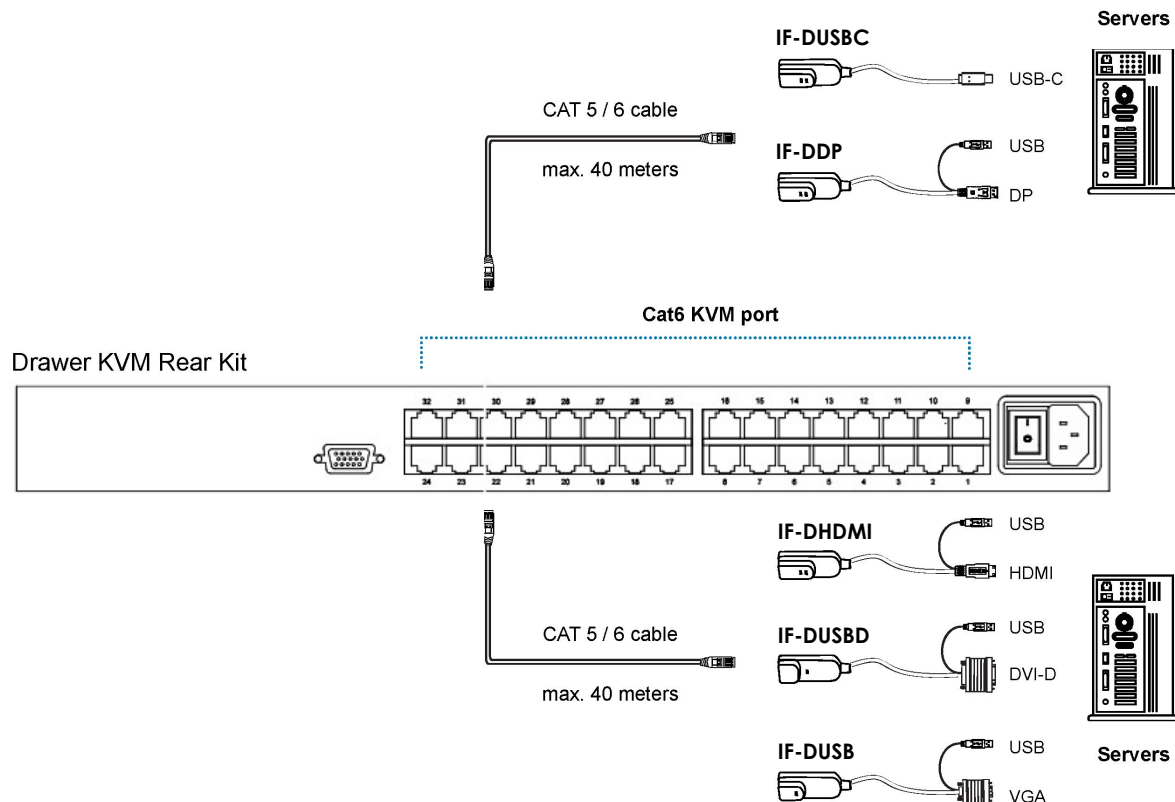 Servers
IF-DUSBC
USB-C
CAT 5 / 6 cable
max. 40 meters
IF-DDP
USB
DP
Cat6 KVM port
Drawer KVM Rear Kit
32 31 30 29 28 27 26 25 16 15 14 13 12 11 10 9
24 23 22 21 20 19 18 17 8 7 6 5 4 3 2 1
IF-DHDMI
USB
HDMI
CAT 5 / 6 cable
max. 40 meters
IF-DUSBD
USB
DVI-D
IF-DUSB
USB
VGA
Servers